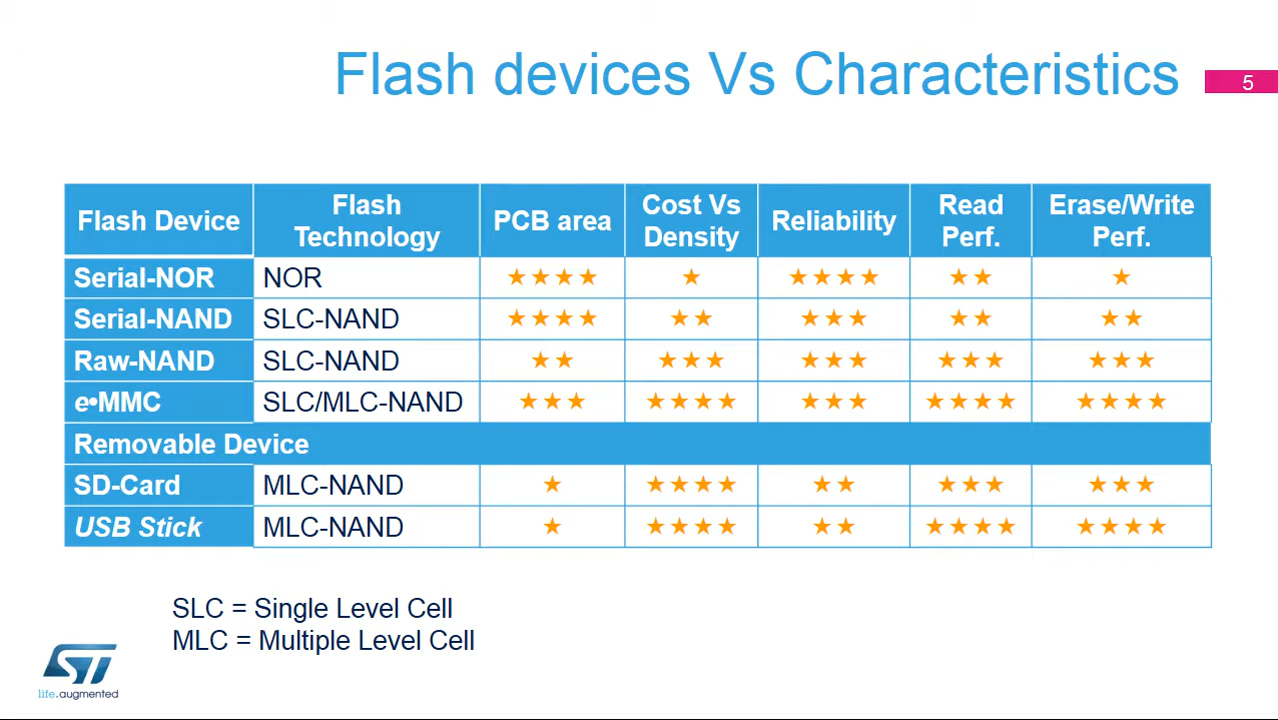 Flash devices Vs Characteristics
5
Flash Device Flash Technology PCB area Cost Vs Density Reliability Read Perf. Erase/Write Perf.
Serial-NOR NOR ★★★★ ★ ★★★★ ★★ ★
Serial-NAND SLC-NAND ★★★★ ★★ ★★★ ★★ ★★
Raw-NAND SLC-NAND ★★ ★★★ ★★★ ★★★ ★★★
e•MMC SLC/MLC-NAND ★★★ ★★★★ ★★★ ★★★★ ★★★★
Removable Device
SD-Card MLC-NAND ★ ★★★★ ★★ ★★★ ★★★
USB Stick MLC-NAND ★ ★★★★ ★★ ★★★★ ★★★★
SLC = Single Level Cell
MLC = Multiple Level Cell
ST
life.augmented